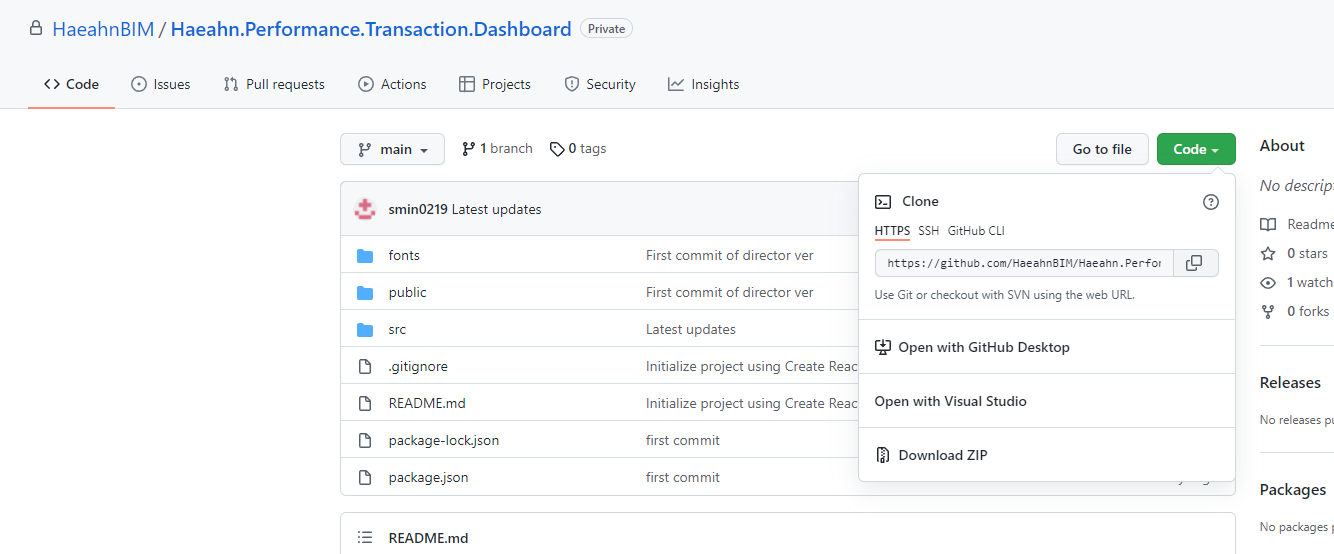 HaeahnBIM / Haeahn.Performance.Transaction.Dashboard Private
Code Issues Pull requests Actions Projects Security Insights
main 1 branch 0 tags Go to file Code
smin0219 Latest updates
fonts First commit of director ver
public First commit of director ver
src Latest updates
.gitignore Initialize project using Create Reac
README.md Initialize project using Create Reac
package-lock.json first commit
package.json first commit
README.md
Clone
HTTPS SSH GitHub CLI
https://github.com/HaeahnBIM/Haeahn.Perfor
Use Git or checkout with SVN using the web URL.
Open with GitHub Desktop
Open with Visual Studio
Download ZIP
About
No descript
Readme
0 stars
1 watch
0 forks
Releases
No releases pu
Packages
No packages p